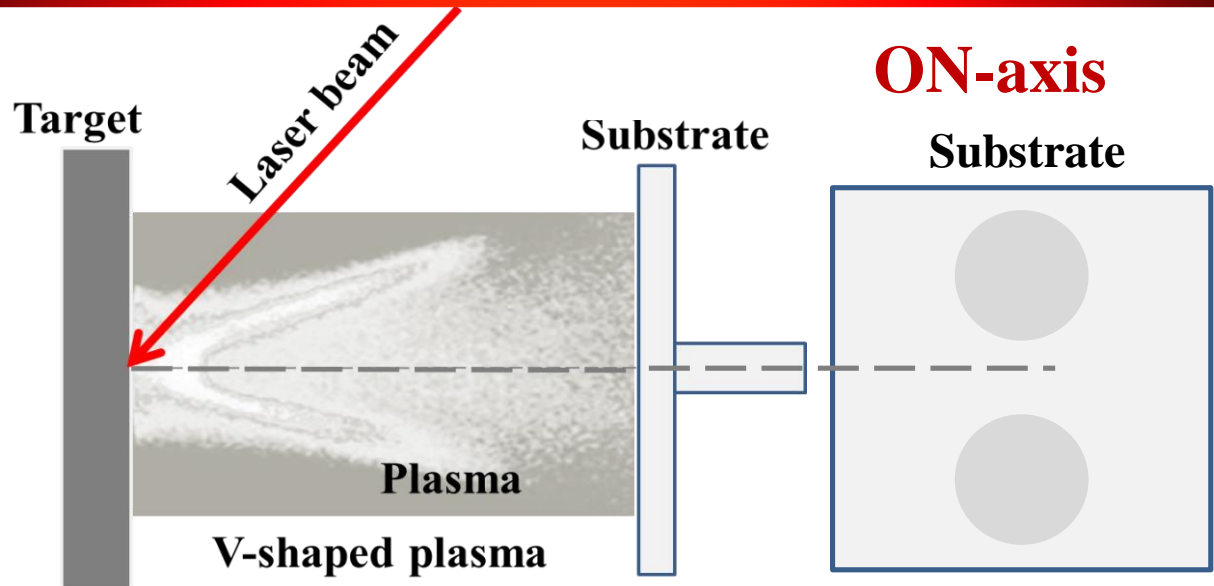 ON-axis
Target
Laser beam
Substrate
Substrate
Plasma
V-shaped plasma